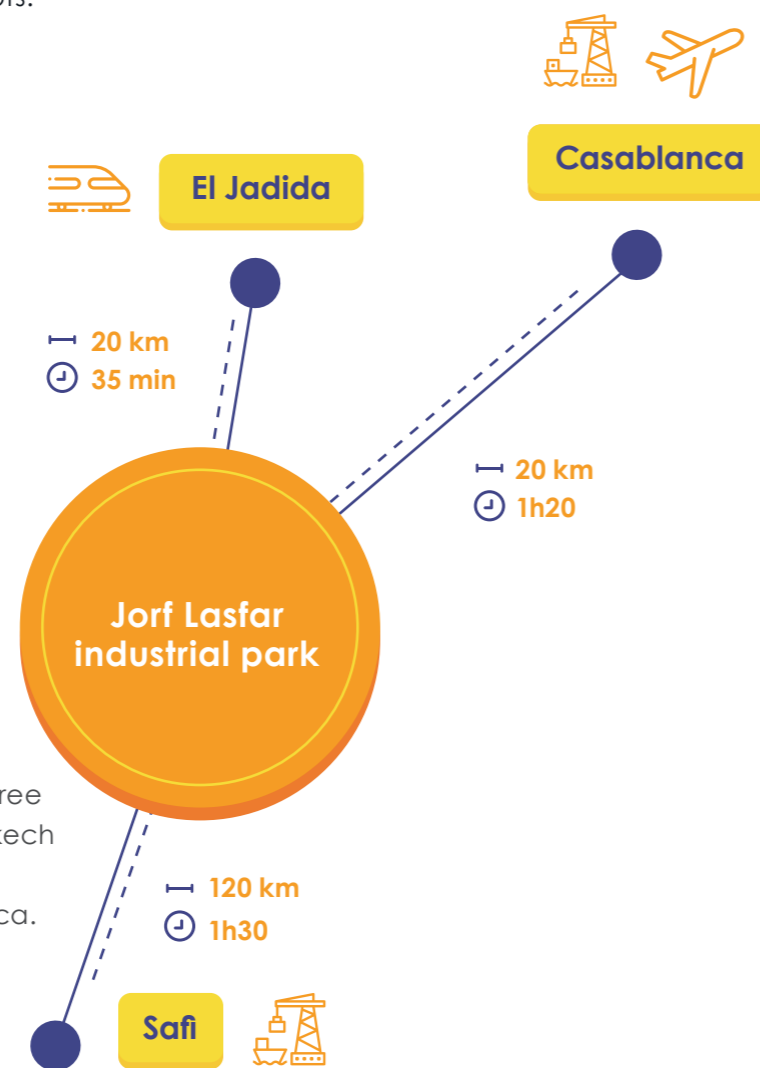 Casablanca
El Jadida
20 km
35 min
20 km
1h20
Jorf Lasfar
industrial park
120 km
1h30
Safi